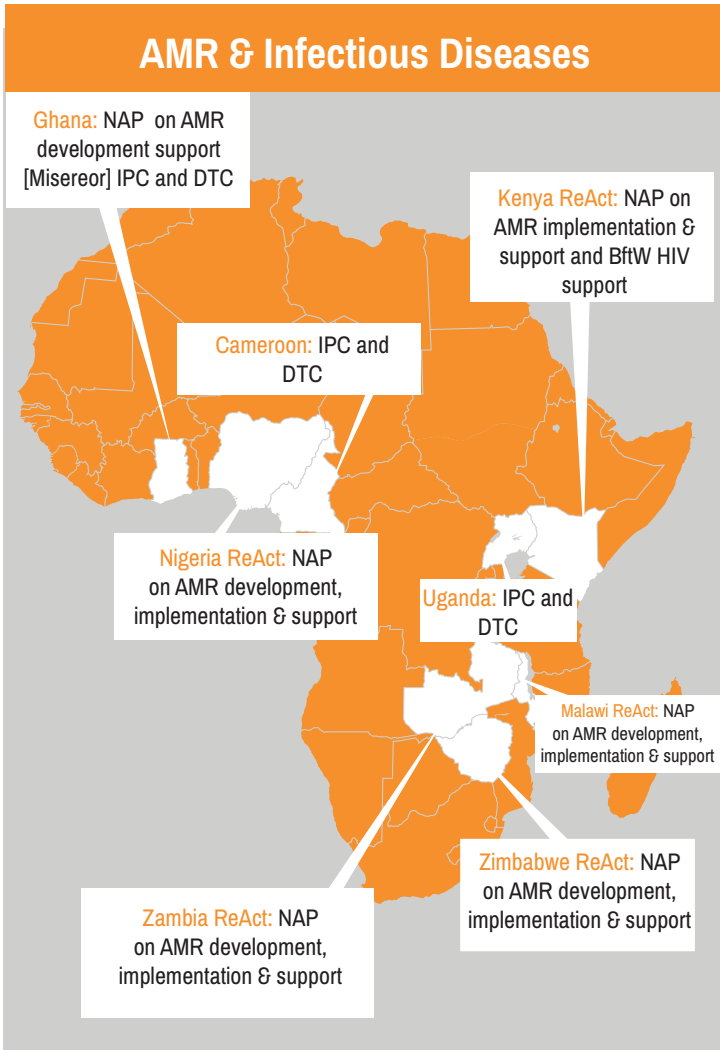 AMR & Infectious Diseases
Ghana: NAP on AMR
development support
[Misereor] IPC and DTC
Kenya ReAct: NAP on
AMR implementation &
support and BftW HIV
support
Cameroon: IPC and
DTC
Nigeria ReAct: NAP
on AMR development,
implementation & support
Uganda: IPC and
DTC
Malawi ReAct: NAP
on AMR development,
implementation & support
Zimbabwe ReAct: NAP
on AMR development,
implementation & support
Zambia ReAct: NAP
on AMR development,
implementation & support